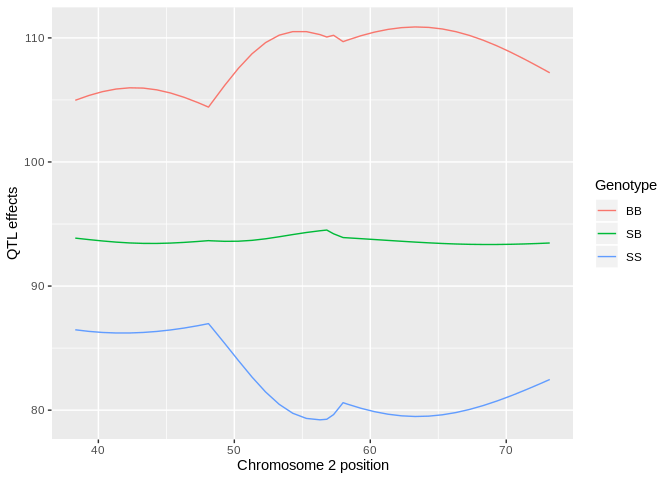 110
100
90
80
QTL effects
40 50 60 70
Chromosome 2 position
Genotype
BB
SB
SS